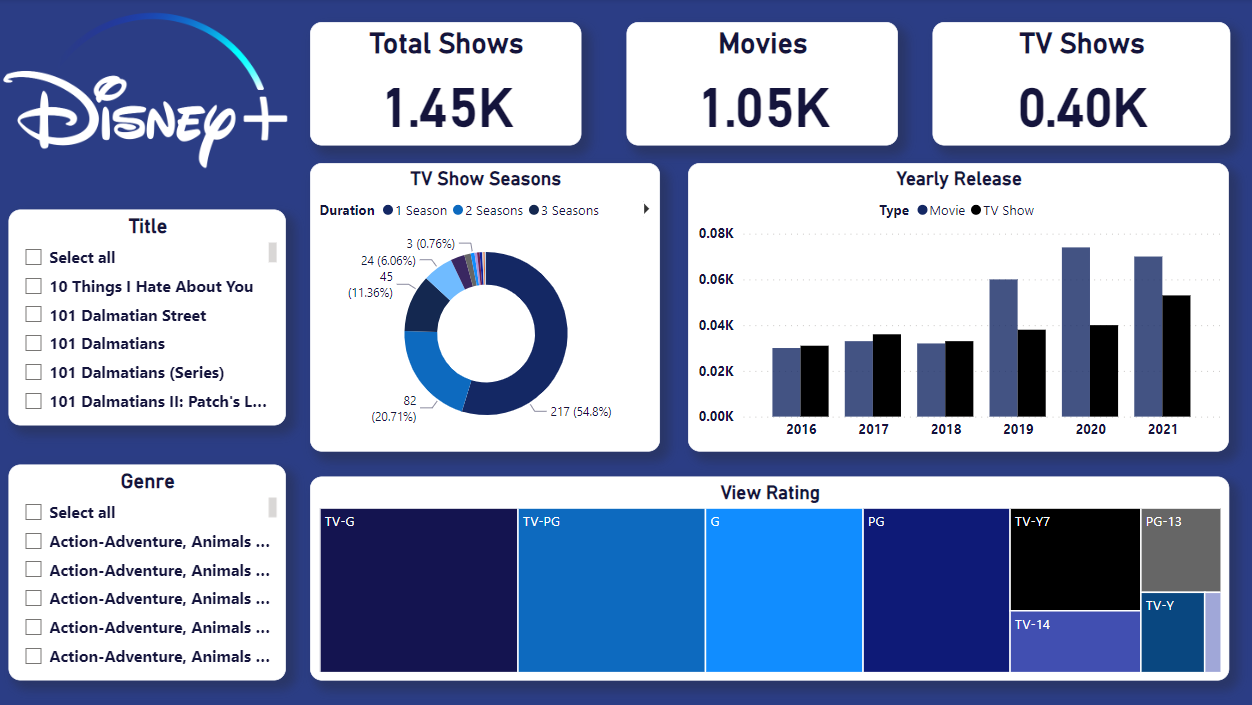 Disney+
Total Shows
1.45K
Movies
1.05K
TV Shows
0.40K
Title
Select all
10 Things I Hate About You
101 Dalmatian Street
101 Dalmatians
101 Dalmatians (Series)
101 Dalmatians II: Patch's L...
Genre
Select all
Action-Adventure, Animals ...
Action-Adventure, Animals ...
Action-Adventure, Animals ...
Action-Adventure, Animals ...
Action-Adventure, Animals ...
TV Show Seasons
Duration 1 Season 2 Seasons 3 Seasons
3 (0.76%)
24 (6.06%)
45
(11.36%)
82
(20.71%)
217 (54.8%)
Yearly Release
Type Movie TV Show
0.08K
0.06K
0.04K
0.02K
0.00K
2016 2017 2018 2019 2020 2021
View Rating
TV-G
TV-PG
G
PG
TV-Y7
TV-14
PG-13
TV-Y